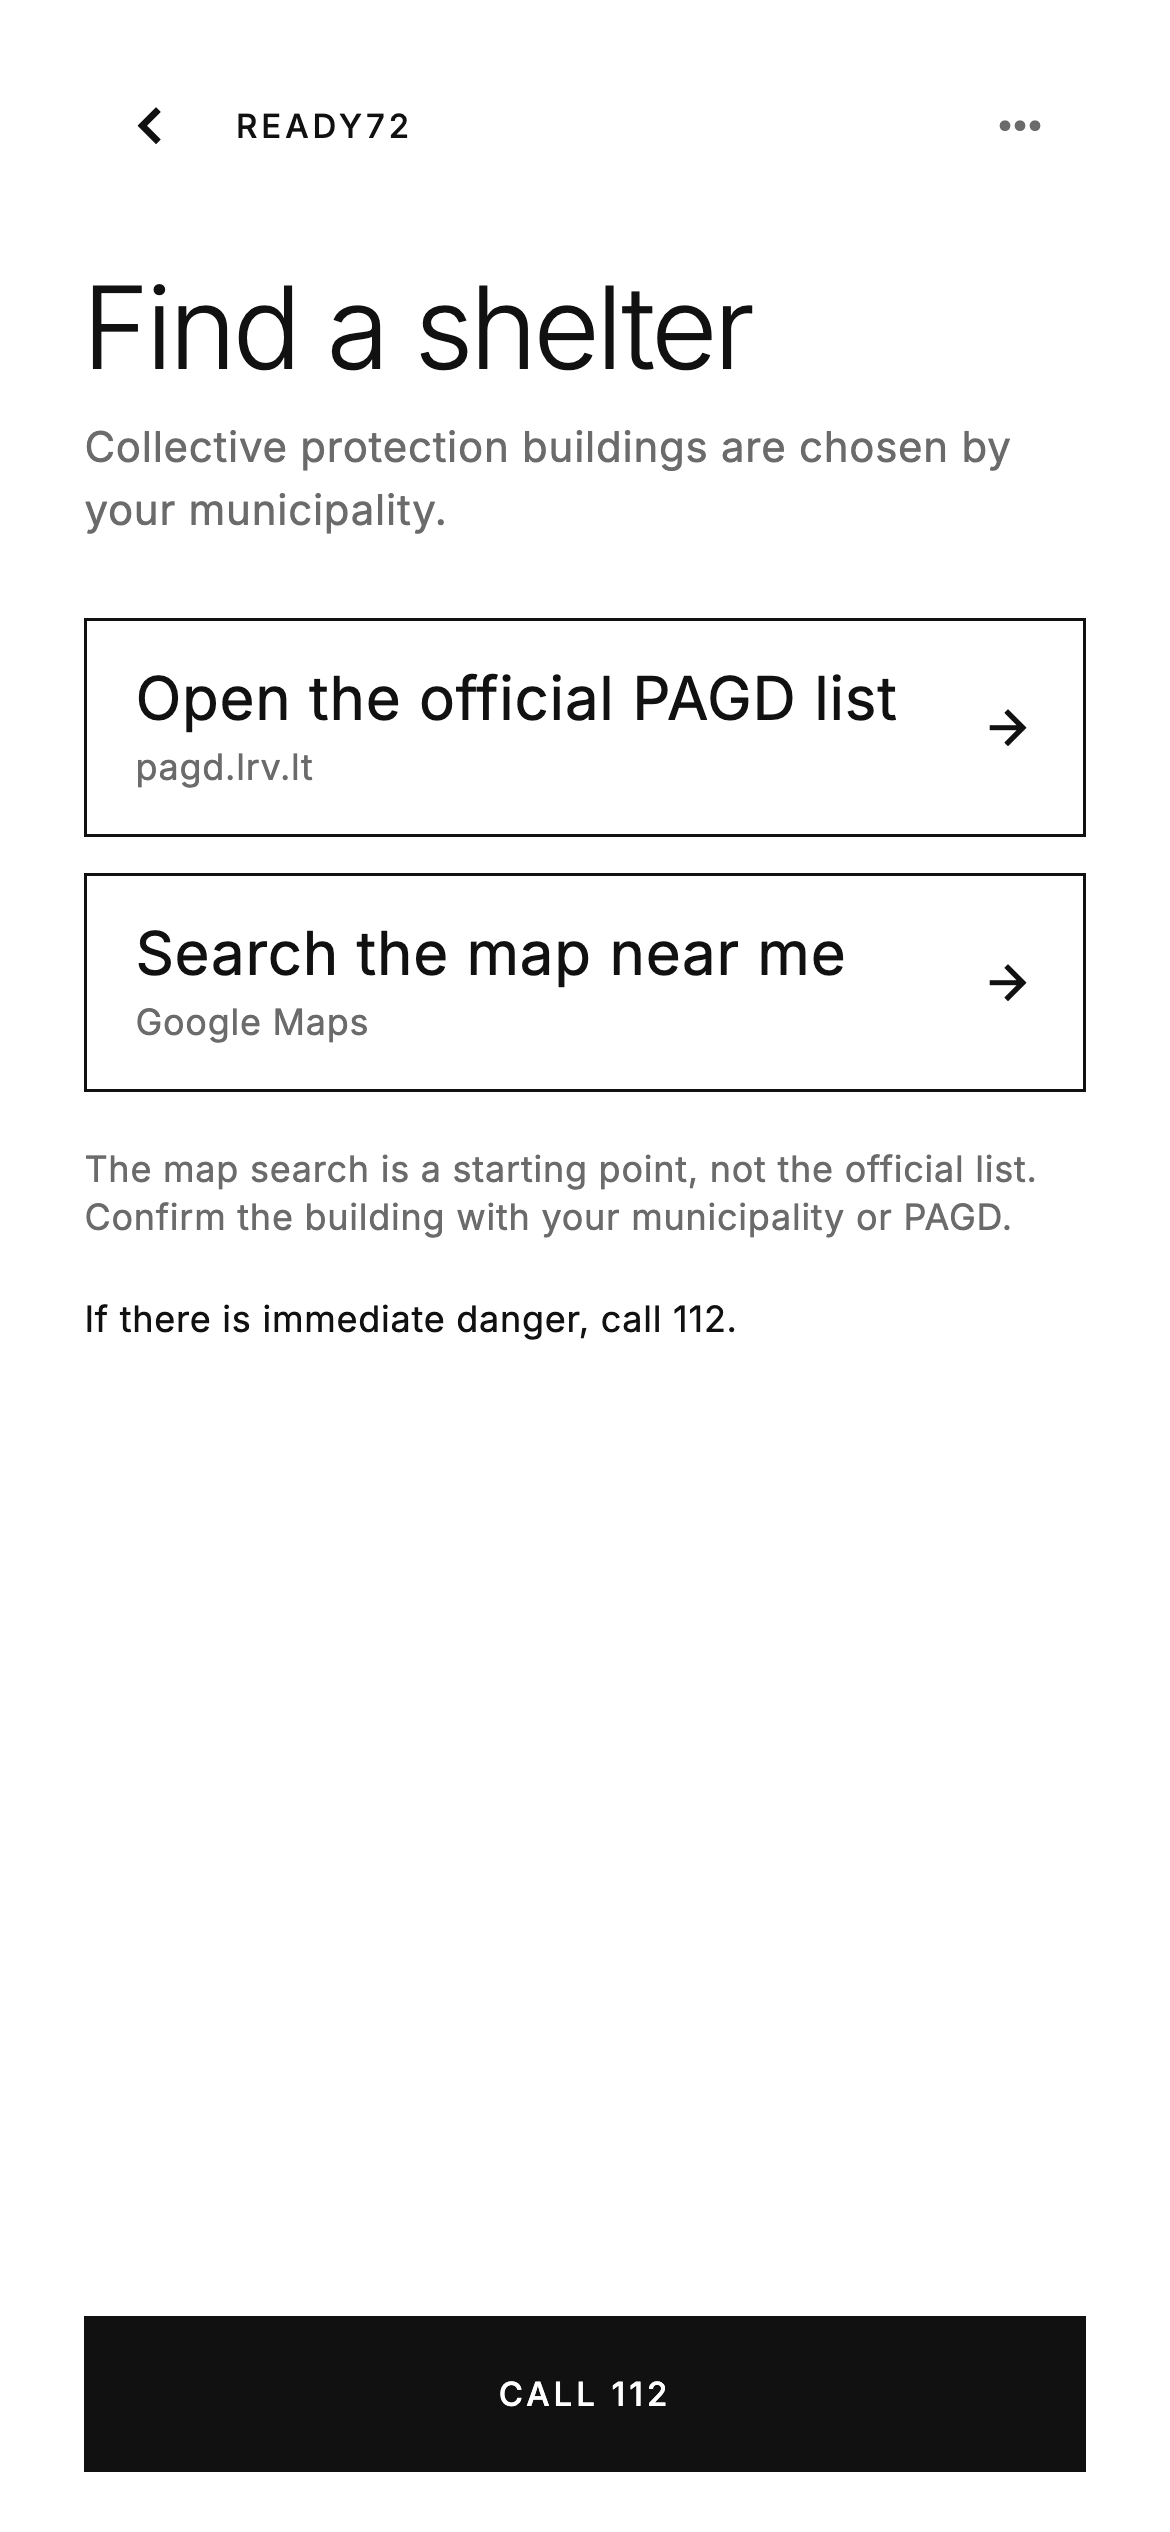 READY72
Find a shelter
Collective protection buildings are chosen by
your municipality.
Open the official PAGD list
pagd.lrv.lt
Search the map near me
Google Maps
The map search is a starting point, not the official list.
Confirm the building with your municipality or PAGD.
If there is immediate danger, call 112.
CALL 112